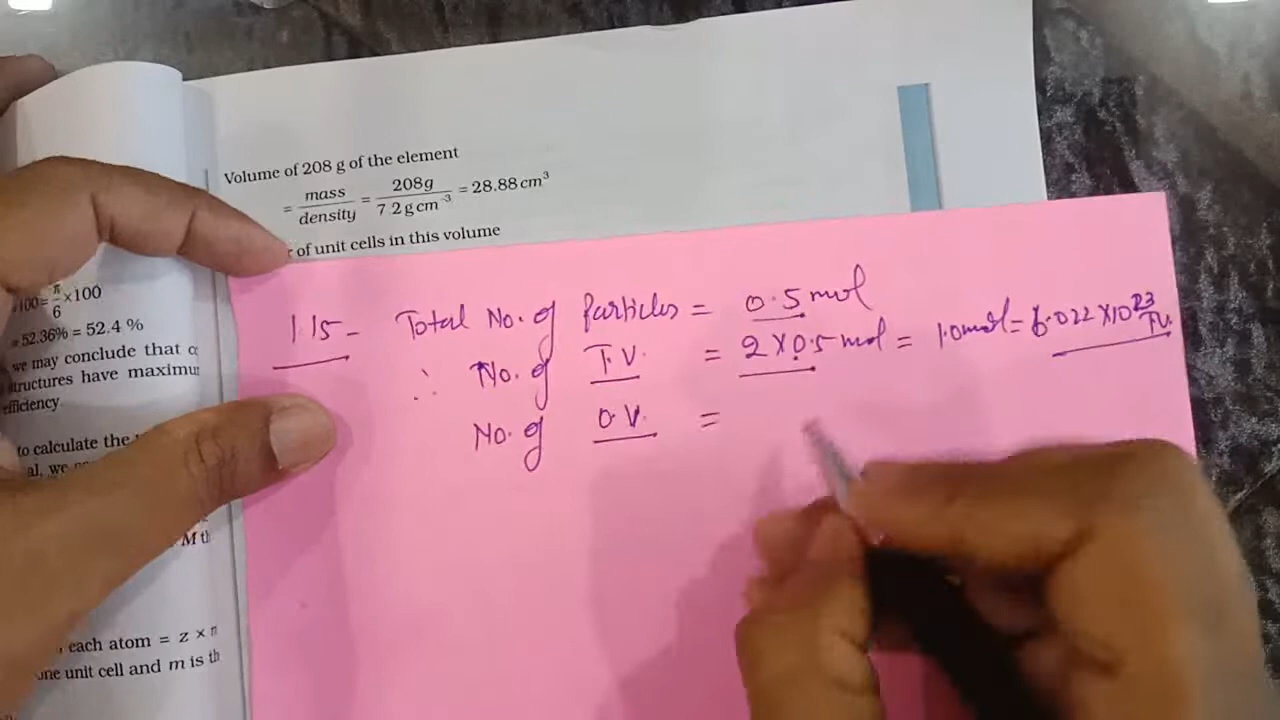 Volume of 208 g of the element
= mass/density = 208g/7 2 g cm⁻³ = 28.88 cm³
r of unit cells in this volume
×100 = π/6 ×100
= 52.36% = 52.4 %
we may conclude that
structures have maximu
efficiency
to calculate the
al, we
M th
each atom = z ×
one unit cell and m is th
1.15- Total No. of Particles = 0.5 mol
∴ No. of T.V. = 2 × 0.5 mol = 1.0 mol = 6.022 × 10²³ T.V.
No. of O.V. =